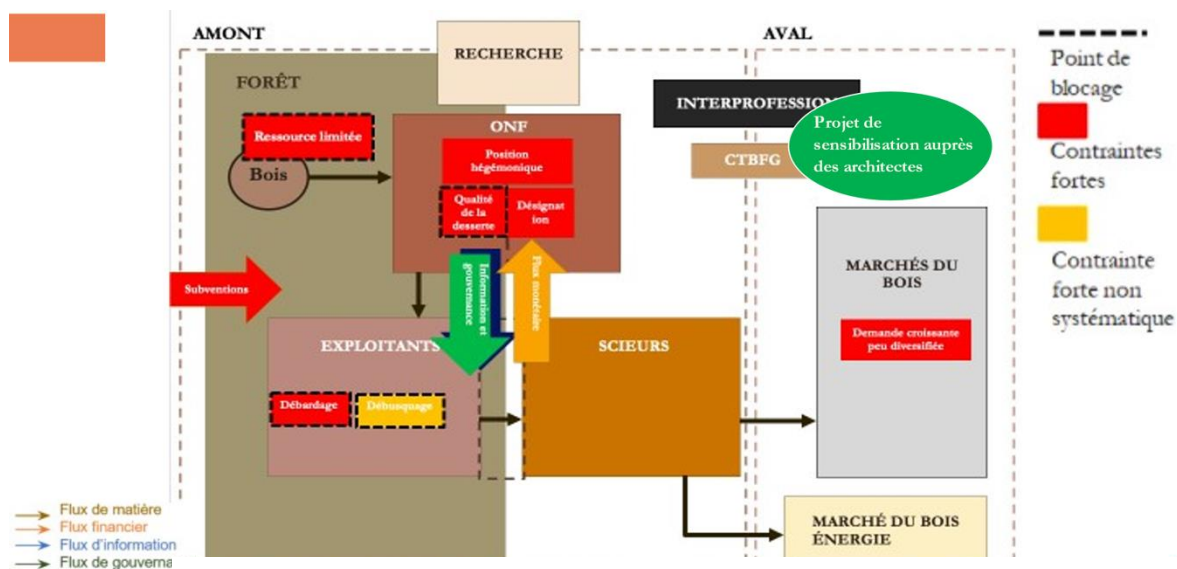 AMONT
RECHERCHE
AVAL
FORÊT
INTERPROFESSION
Projet de
sensibilisation auprès
des architectes
Ressource limitée
ONF
Bois
Position
hégémonique
CTBFG
Qualité
de la
desserte
Désignat
ion
Subventions
Information et
gouvernance
Flux monétaire
MARCHÉS DU
BOIS
Demande croissante
peu diversifiée
EXPLOITANTS
SCIEURS
Débardage
Débusquage
MARCHÉ DU BOIS
ÉNERGIE
Point de
blocage
Contraintes
fortes
Contrainte
forte non
systématique
Flux de matière
Flux financier
Flux d'information
Flux de gouverna